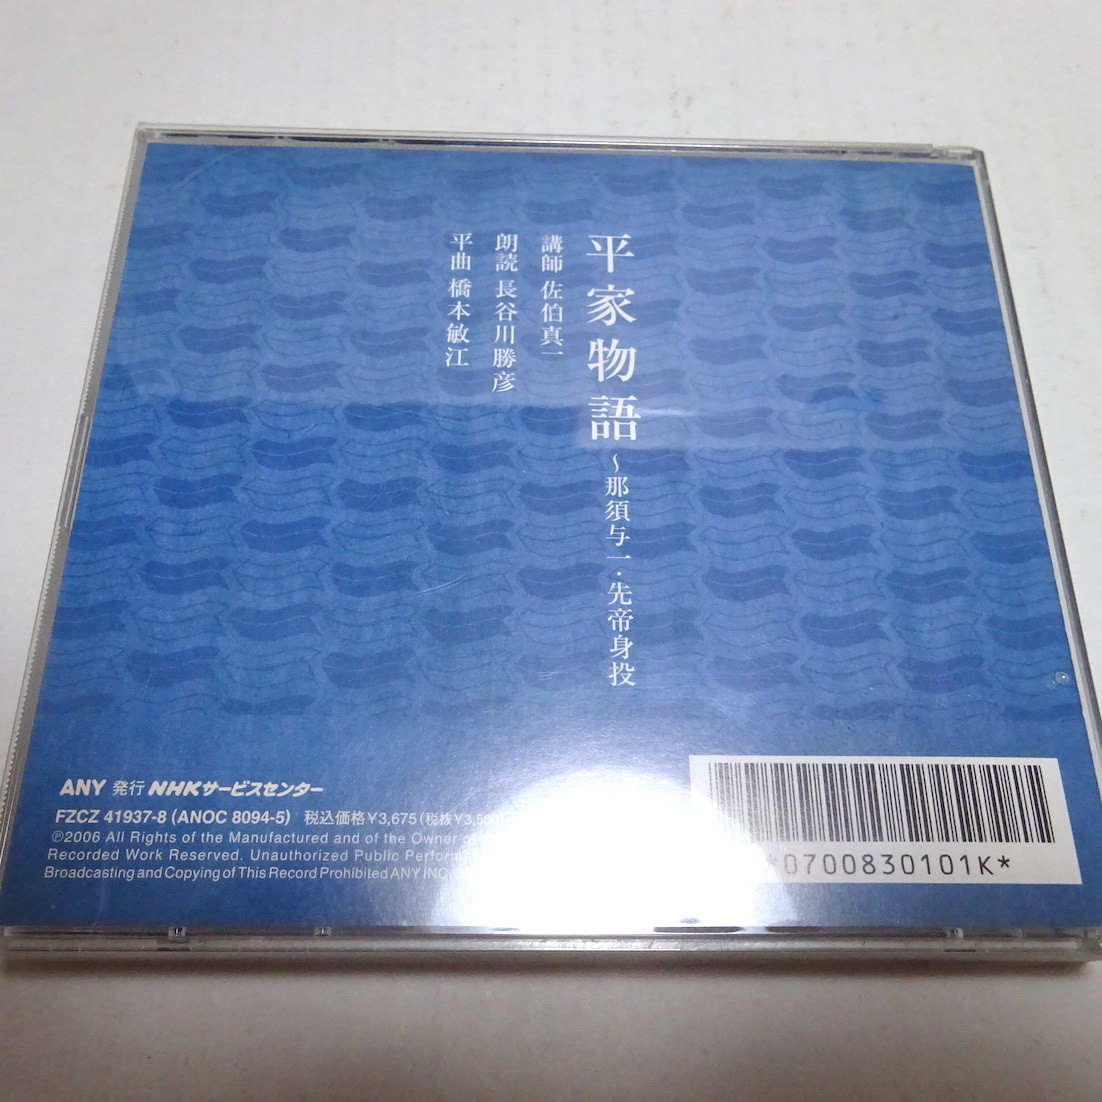 平家物語 ～那須与一・先帝身投
講師 佐伯真一
朗読 長谷川勝彦
平曲 橋本敏江
ANY 発行 NHKサービスセンター
FZCZ 41937-8 (ANOC 8094-5) 税込価格¥3,675(税抜¥3,500
℗2006 All Rights of the Manufactured and of the Owner of
Recorded Work Reserved. Unauthorized Public
Broadcasting and Copying of This Record Prohibited ANY INC.
*0700830101K*